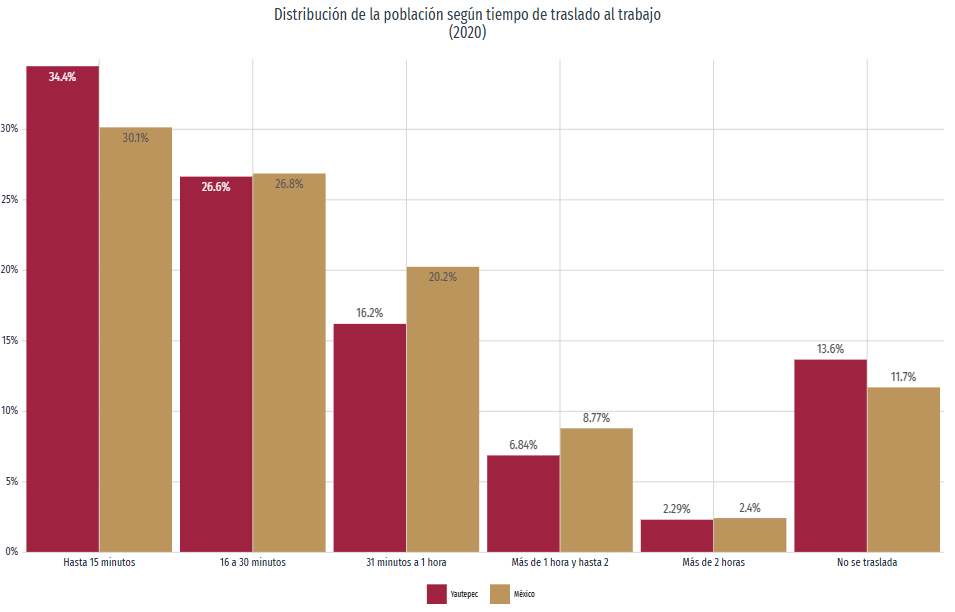 Distribución de la población según tiempo de traslado al trabajo
(2020)
34.4%
30.1%
26.6%
26.8%
16.2%
20.2%
6.84%
8.77%
2.29%
2.4%
13.6%
11.7%
30%
25%
20%
15%
10%
5%
0%
Hasta 15 minutos
16 a 30 minutos
31 minutos a 1 hora
Más de 1 hora y hasta 2
Más de 2 horas
No se traslada
Yautepec
México